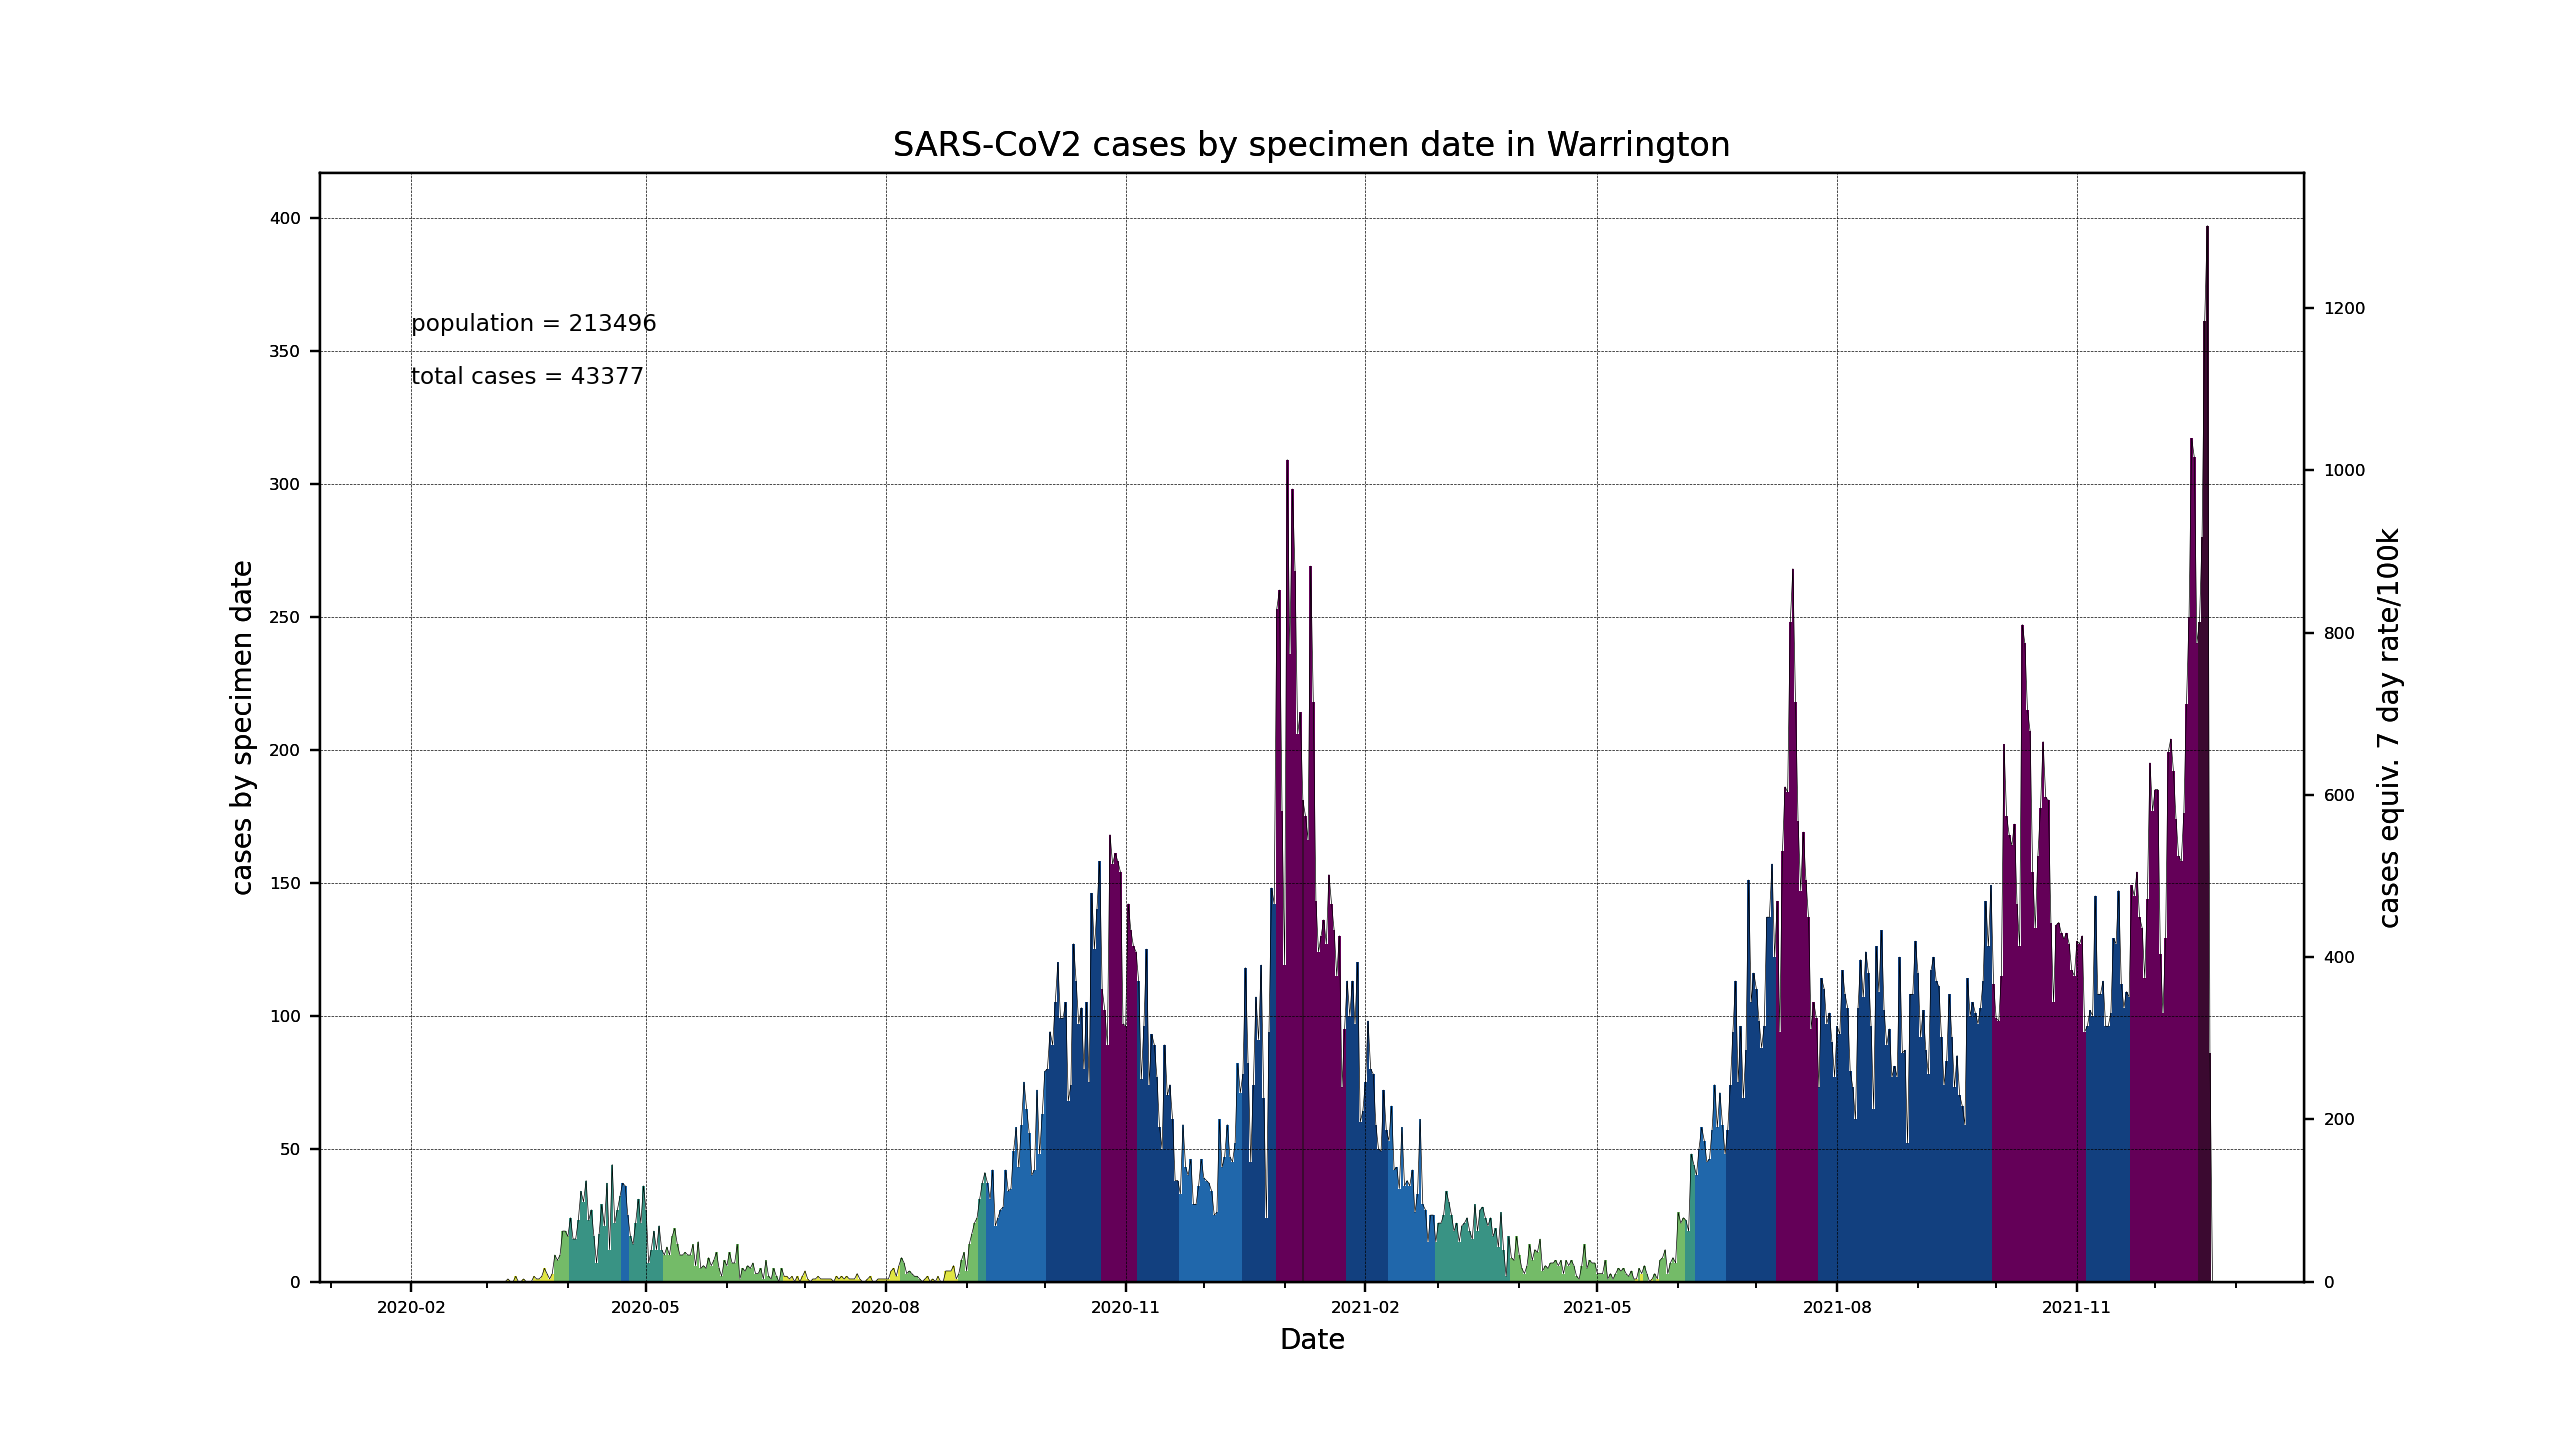 SARS-CoV2 cases by specimen date in Warrington
cases by specimen date
400
350
300
250
200
150
100
50
0
population = 213496
total cases = 43377
1200
1000
800
600
400
200
0
cases equiv. 7 day rate/100k
2020-02 2020-05 2020-08 2020-11 2021-02 2021-05 2021-08 2021-11
Date